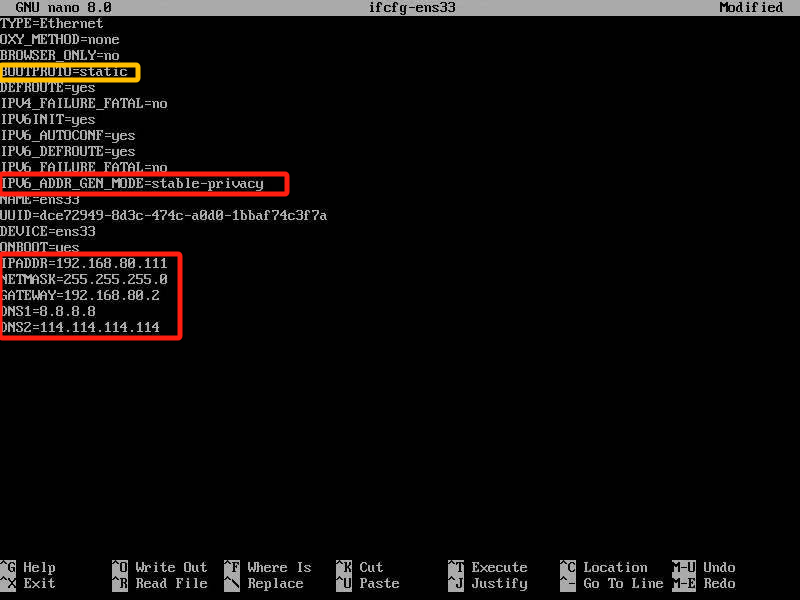 GNU nano 8.0 ifcfg-ens33 Modified
TYPE=Ethernet
OXY_METHOD=none
BROWSER_ONLY=no
BOOTPROTO=static
DEFROUTE=yes
IPV4_FAILURE_FATAL=no
IPV6INIT=yes
IPV6_AUTOCONF=yes
IPV6_DEFROUTE=yes
IPV6_FAILURE_FATAL=no
IPV6_ADDR_GEN_MODE=stable-privacy
NAME=ens33
UUID=dce72949-8d3c-474c-a0d0-1bbaf74c3f7a
DEVICE=ens33
ONBOOT=yes
IPADDR=192.168.80.111
NETMASK=255.255.255.0
GATEWAY=192.168.80.2
DNS1=8.8.8.8
DNS2=114.114.114.114
^G Help ^O Write Out ^F Where Is ^K Cut ^T Execute ^C Location M-U Undo
^X Exit ^R Read File ^\ Replace ^U Paste ^J Justify ^- Go To Line M-E Redo